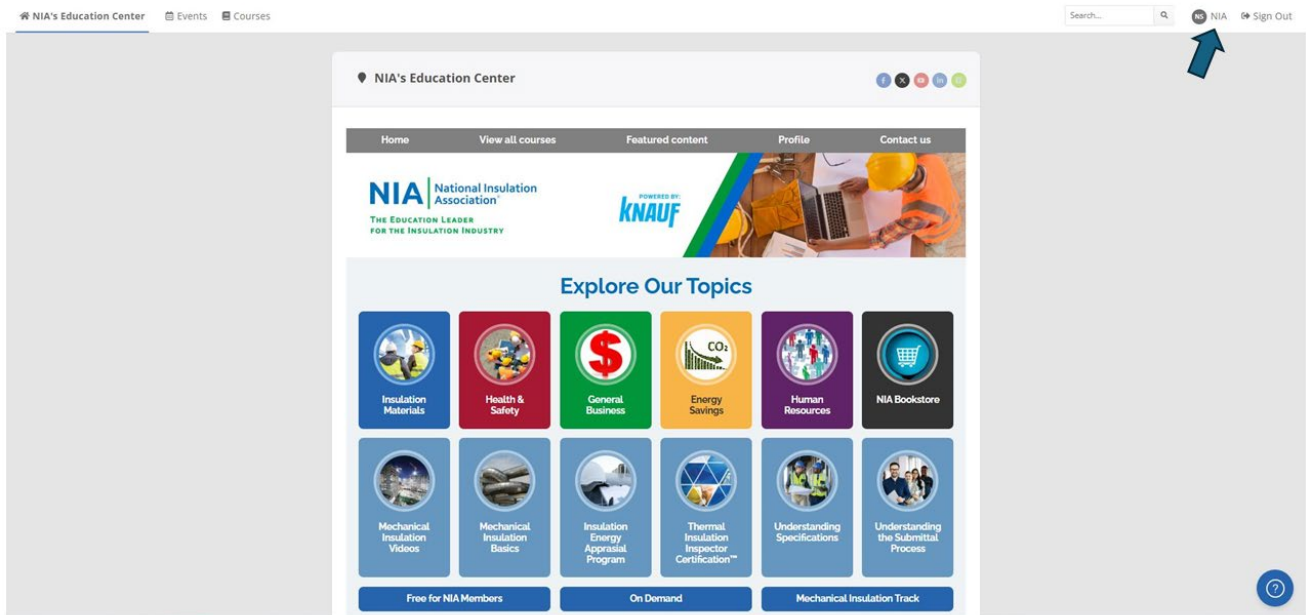 NIA's Education Center
Events
Courses
Search...
NS
NIA
Sign Out
NIA's Education Center
Home
View all courses
Featured content
Profile
Contact us
NIA
National Insulation
Association®
THE EDUCATION LEADER
FOR THE INSULATION INDUSTRY
POWERED BY:
KNAUF
Explore Our Topics
Insulation
Materials
Health &
Safety
General
Business
CO₂
Energy
Savings
Human
Resources
NIA Bookstore
Mechanical
Insulation
Videos
Mechanical
Insulation
Basics
Insulation
Energy
Apprasial
Program
Thermal
Insulation
Inspector
Certification™
Understanding
Specifications
Understanding
the Submittal
Process
Free for NIA Members
On Demand
Mechanical Insulation Track